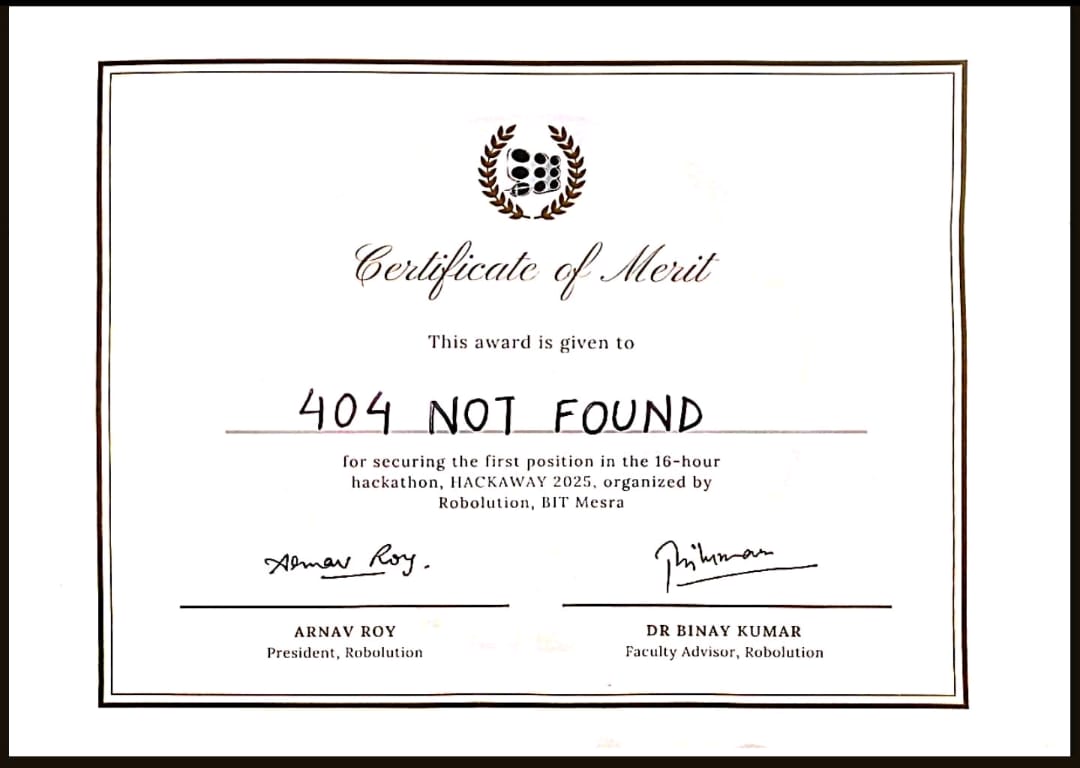 Certificate of Merit
This award is given to
404 NOT FOUND
for securing the first position in the 16-hour
hackathon, HACKAWAY 2025, organized by
Robolution, BIT Mesra
Arnav Roy.
ARNAV ROY
President, Robolution
DR BINAY KUMAR
Faculty Advisor, Robolution